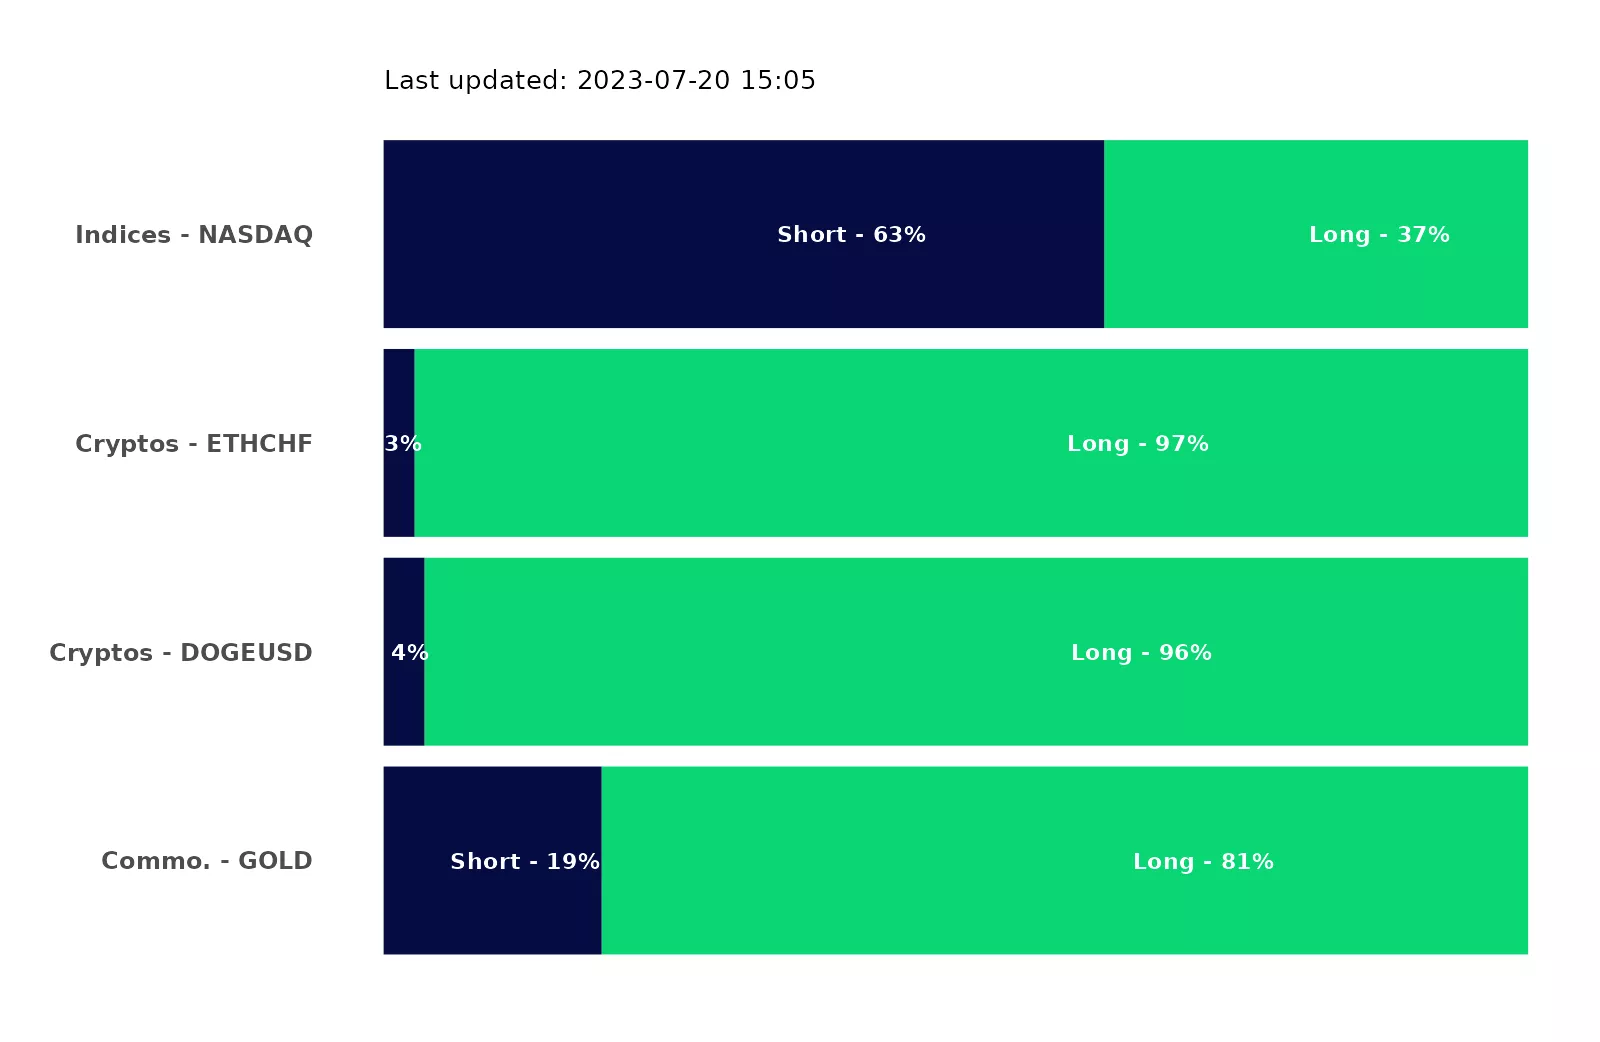 Last updated: 2023-07-20 15:05
Indices - NASDAQ Short - 63% Long - 37%
Cryptos - ETHCHF 3% Long - 97%
Cryptos - DOGEUSD 4% Long - 96%
Commo. - GOLD Short - 19% Long - 81%